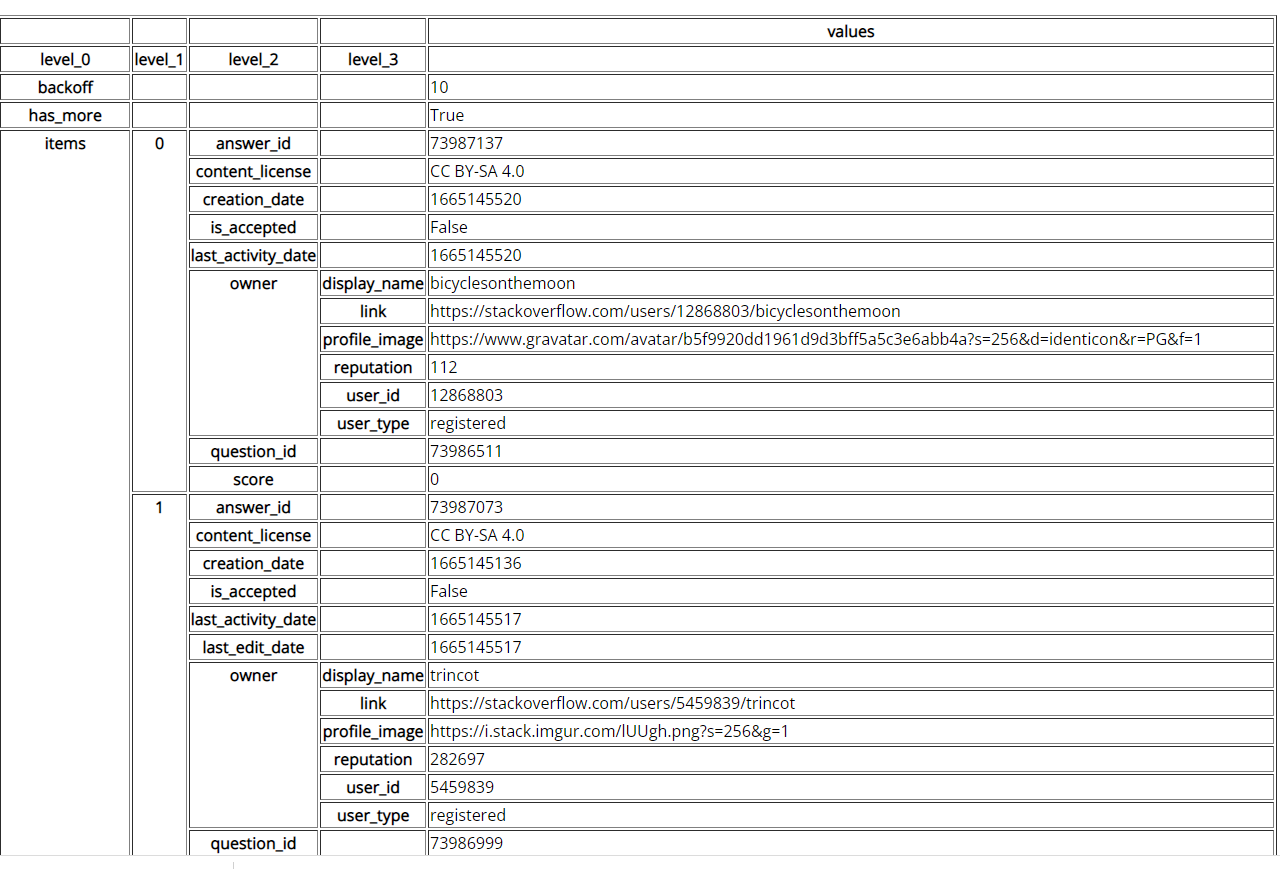 values
level_0 level_1 level_2 level_3
backoff 10
has_more True
items 0 answer_id 73987137
content_license CC BY-SA 4.0
creation_date 1665145520
is_accepted False
last_activity_date 1665145520
owner display_name bicyclesonthemoon
link https://stackoverflow.com/users/12868803/bicyclesonthemoon
profile_image https://www.gravatar.com/avatar/b5f9920dd1961d9d3bff5a5c3e6abb4a?s=256&d=identicon&r=PG&f=1
reputation 112
user_id 12868803
user_type registered
question_id 73986511
score 0
1 answer_id 73987073
content_license CC BY-SA 4.0
creation_date 1665145136
is_accepted False
last_activity_date 1665145517
last_edit_date 1665145517
owner display_name trincot
link https://stackoverflow.com/users/5459839/trincot
profile_image https://i.stack.imgur.com/lUUgh.png?s=256&g=1
reputation 282697
user_id 5459839
user_type registered
question_id 73986999